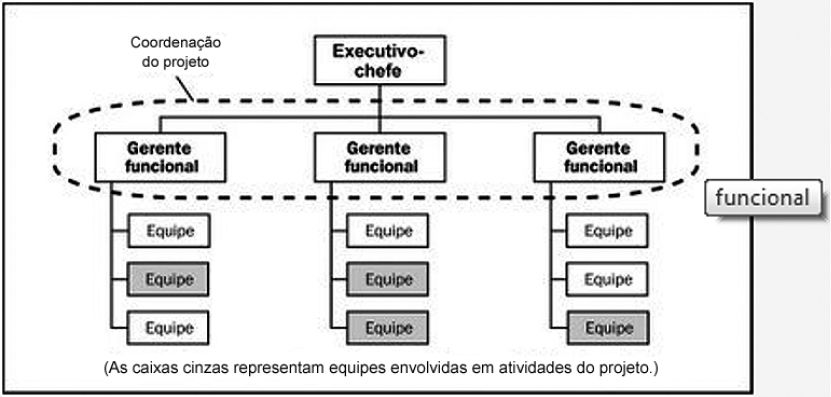 Coordenação
do projeto
Executivo-
chefe
Gerente
funcional
Gerente
funcional
Gerente
funcional
funcional
Equipe
Equipe
Equipe
Equipe
Equipe
Equipe
Equipe
Equipe
Equipe
(As caixas cinzas representam equipes envolvidas em atividades do projeto.)